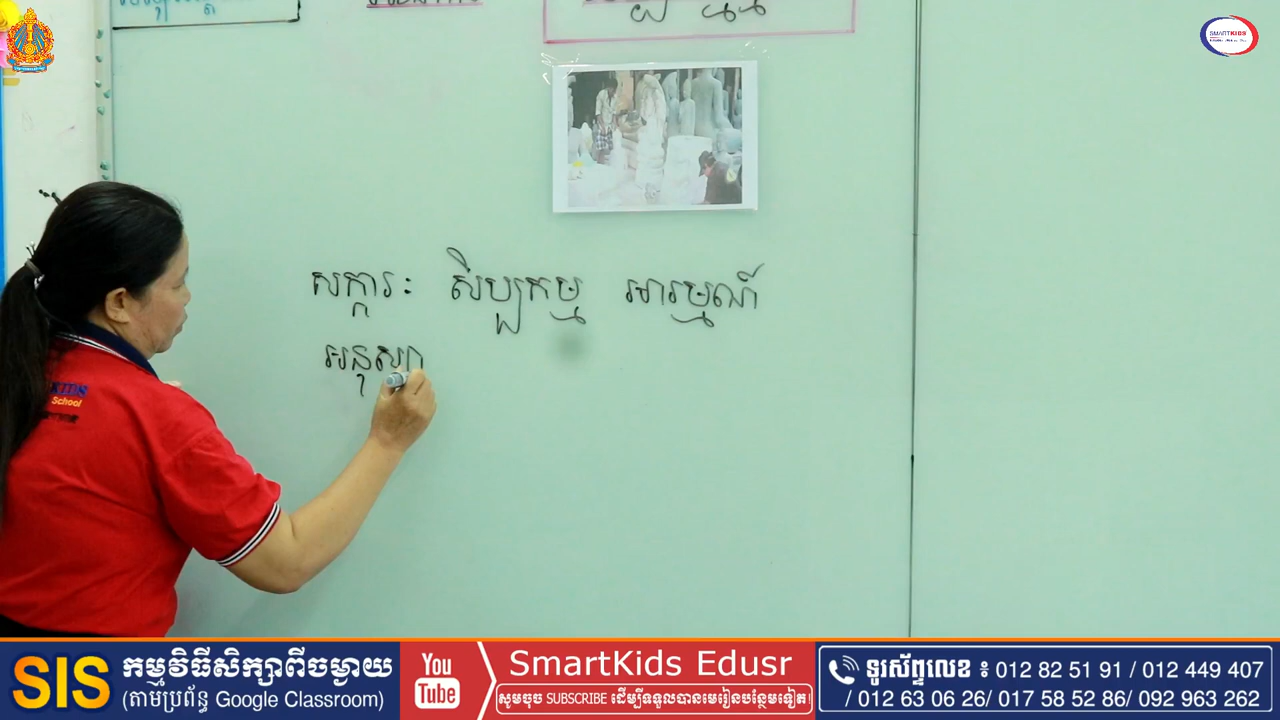 SMARTKIDS
សក្ការៈ សិប្បកម្ម អារម្មណ៍
អនុស្សា
KIDS
School
SIS កម្មវិធីសិក្សាពីចម្ងាយ
(តាមប្រព័ន្ធ Google Classroom)
You
Tube
SmartKids Edusr
សូមចុច SUBSCRIBE ដើម្បីទទួលបានមេរៀនបន្ថែមទៀត!
ទូរស័ព្ទលេខ ៖ 012 82 51 91 / 012 449 407
/ 012 63 06 26/ 017 58 52 86/ 092 963 262